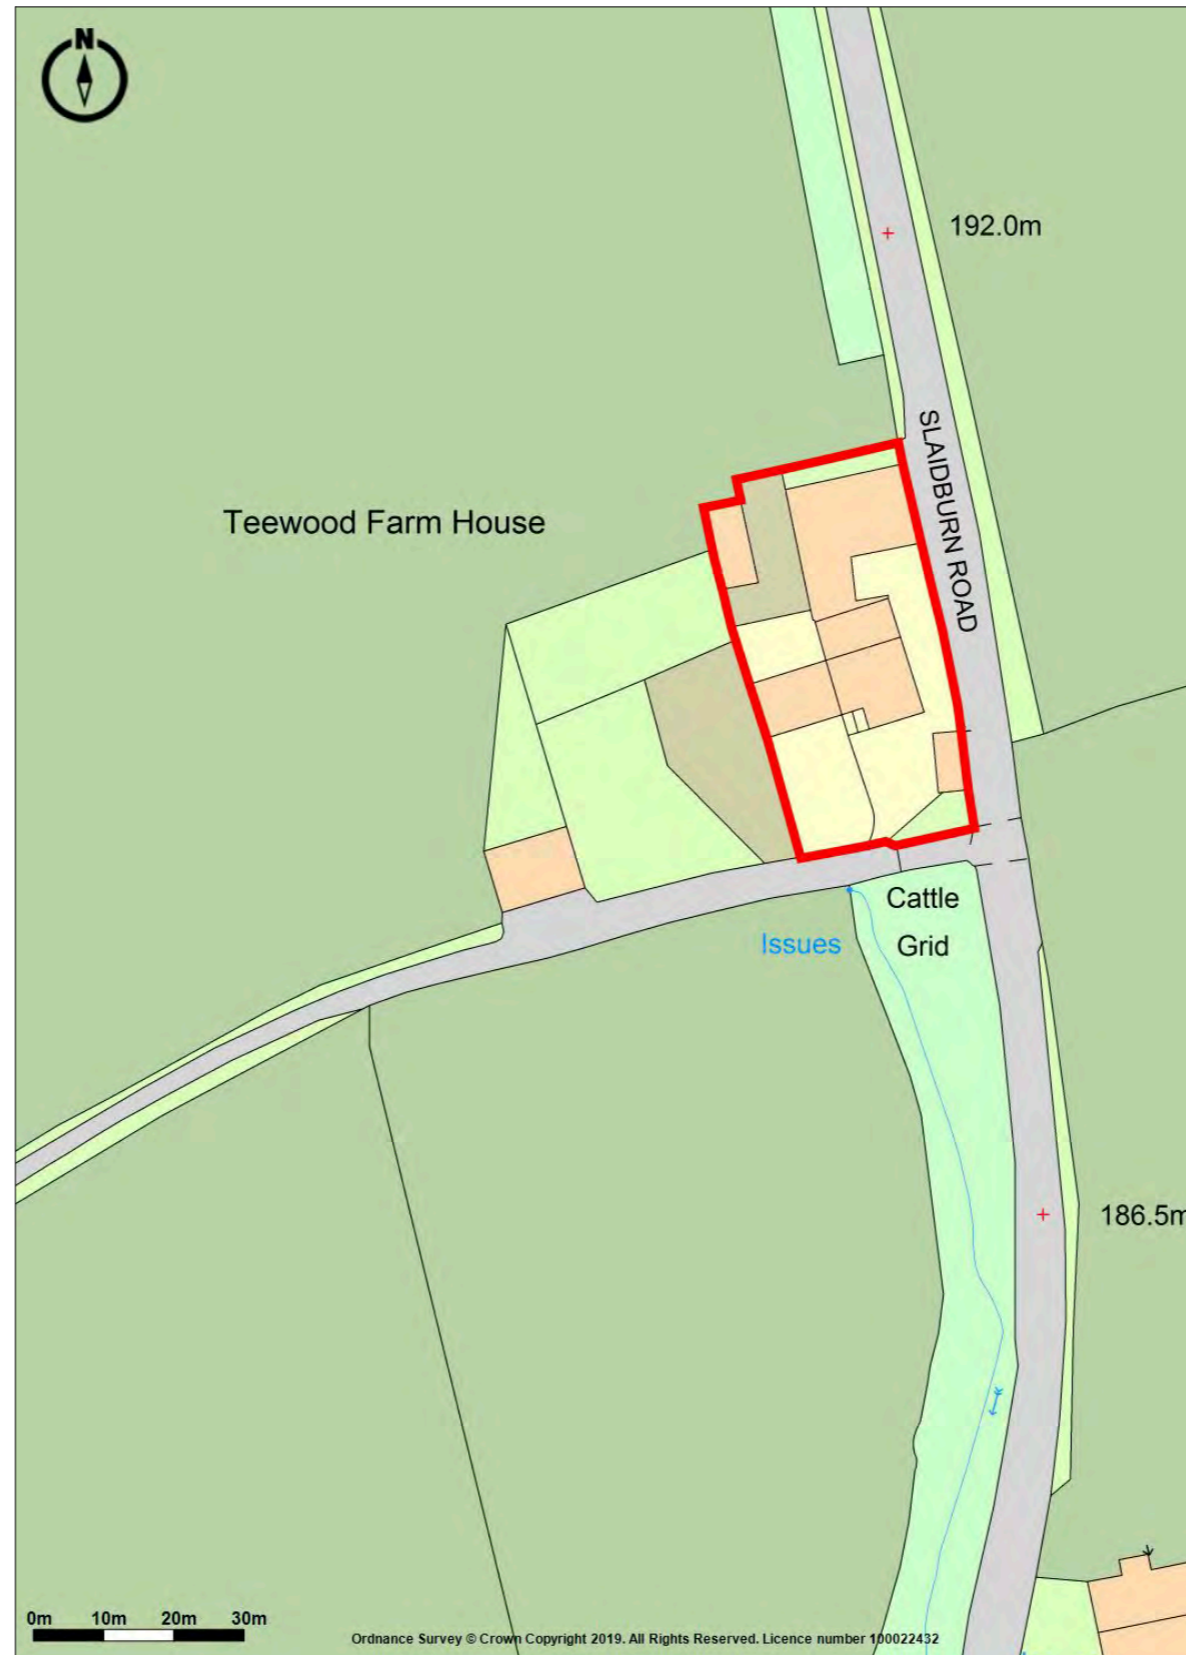 N
192.0m
SLAIDBURN ROAD
Teewood Farm House
Cattle
Grid
Issues
186.5m
0m 10m 20m 30m
Ordnance Survey © Crown Copyright 2019. All Rights Reserved. Licence number 100022432